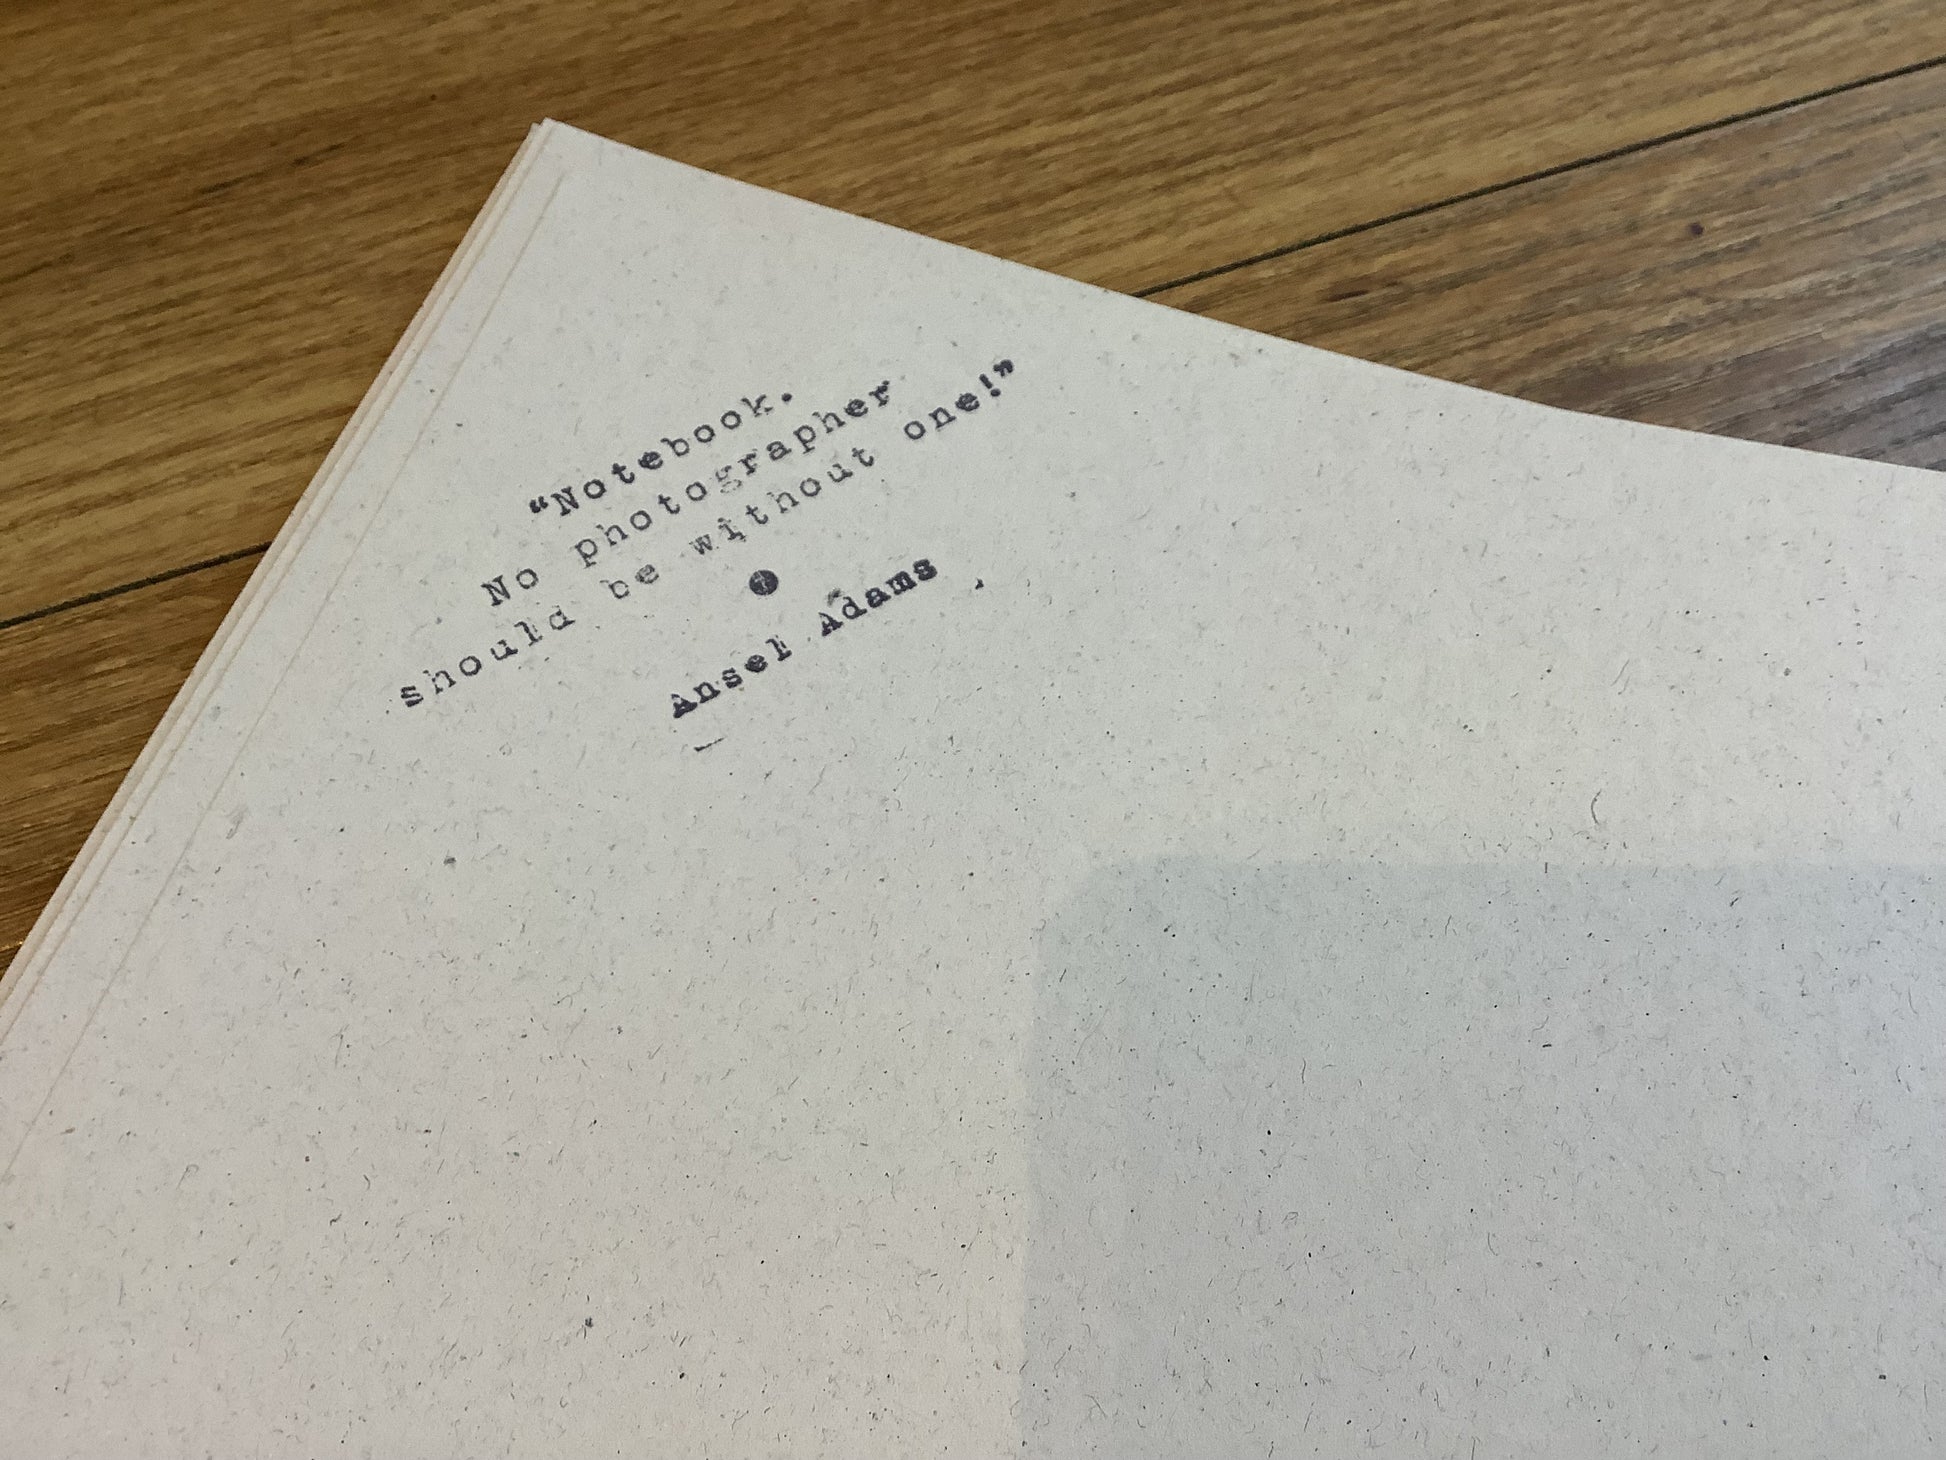 “Notebook.
No photographer
should be without one!”
Ansel Adams